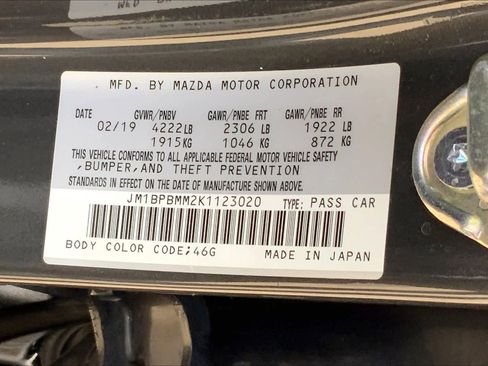 MFD. BY MAZDA MOTOR CORPORATION
DATE GVWR/PNBV GAWR/PNBE FRT GAWR/PNBE RR
02/19 4222LB 2306 LB 1922 LB
1915KG 1046 KG 872 KG
THIS VEHICLE CONFORMS TO ALL APPLICABLE FEDERAL MOTOR VEHICLE SAFETY
,BUMPER,AND THEFT PREVENTION
STANDARDS IN EFFECT ON THE DATE OF MANUFACTURE SHOWN ABOVE.
JM1BPBMM2K1123020 TYPE: PASS CAR
BODY COLOR CODE;46G MADE IN JAPAN